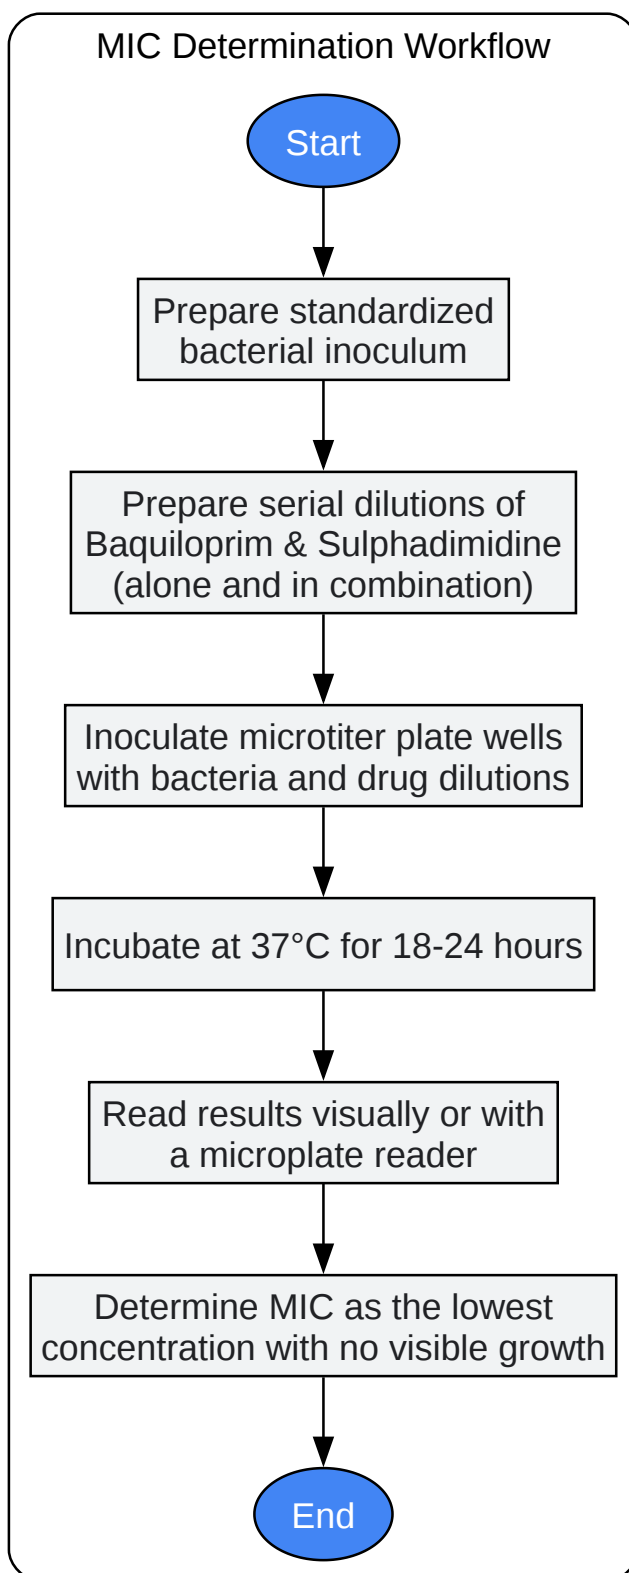 MIC Determination Workflow
Start
Prepare standardized
bacterial inoculum
Prepare serial dilutions of
Baquiloprim & Sulphadimidine
(alone and in combination)
Inoculate microtiter plate wells
with bacteria and drug dilutions
Incubate at 37°C for 18-24 hours
Read results visually or with
a microplate reader
Determine MIC as the lowest
concentration with no visible growth
End